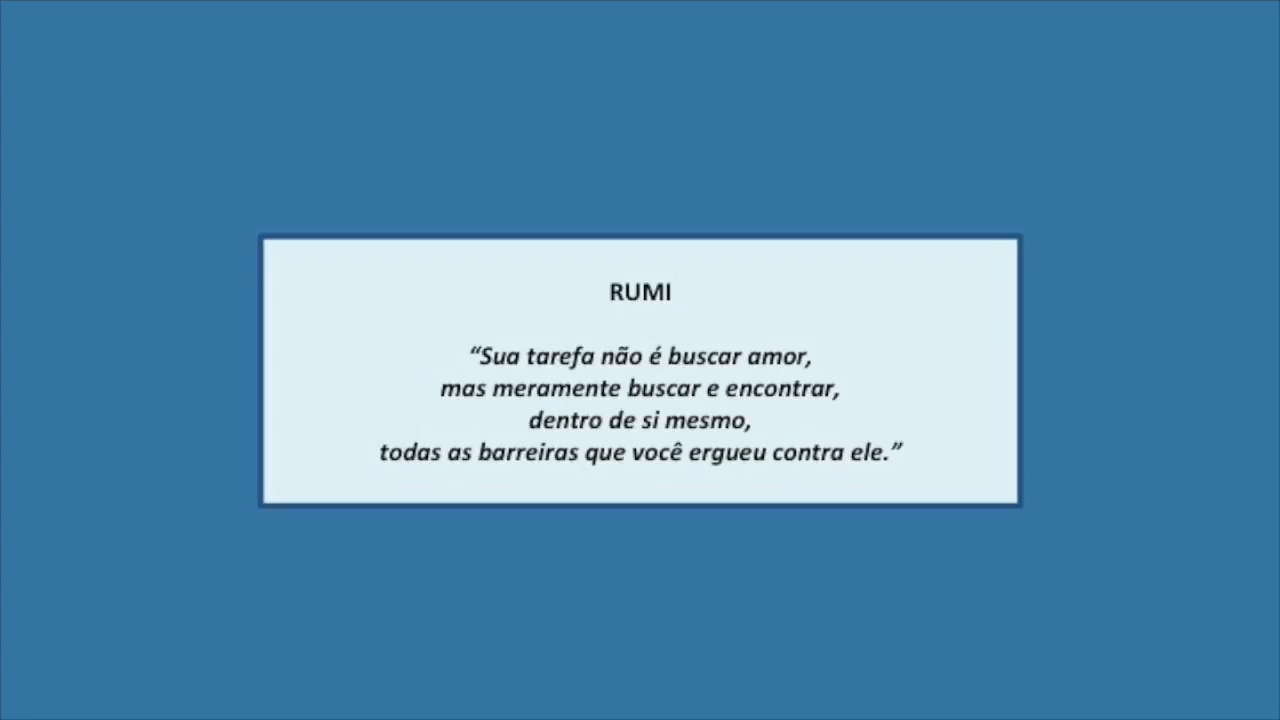 RUMI
“Sua tarefa não é buscar amor,
mas meramente buscar e encontrar,
dentro de si mesmo,
todas as barreiras que você ergueu contra ele.”